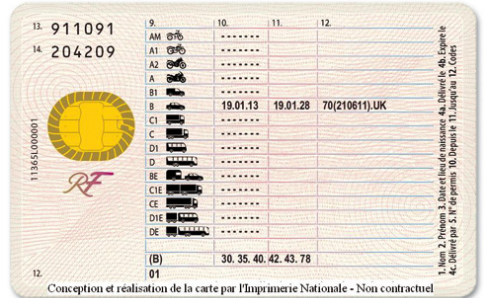 13. 911091
14. 204209
11365L000001
RF
12.
9. 10. 11. 12.
AM -------
A1 -------
A2 -------
A -------
B1 -------
B 19.01.13 19.01.28 70(210611).UK
C1 -------
C -------
D1 -------
D -------
BE -------
C1E -------
CE -------
D1E -------
DE -------
(B) 30. 35. 40. 42. 43. 78
01
1. Nom 2. Prénom 3. Date et lieu de naissance 4a. Délivré le 4b. Expire le
4c. Délivré par 5. N° de permis 10. Depuis le 11. Jusqu'au 12. Codes
Conception et réalisation de la carte par l'Imprimerie Nationale - Non contractuel